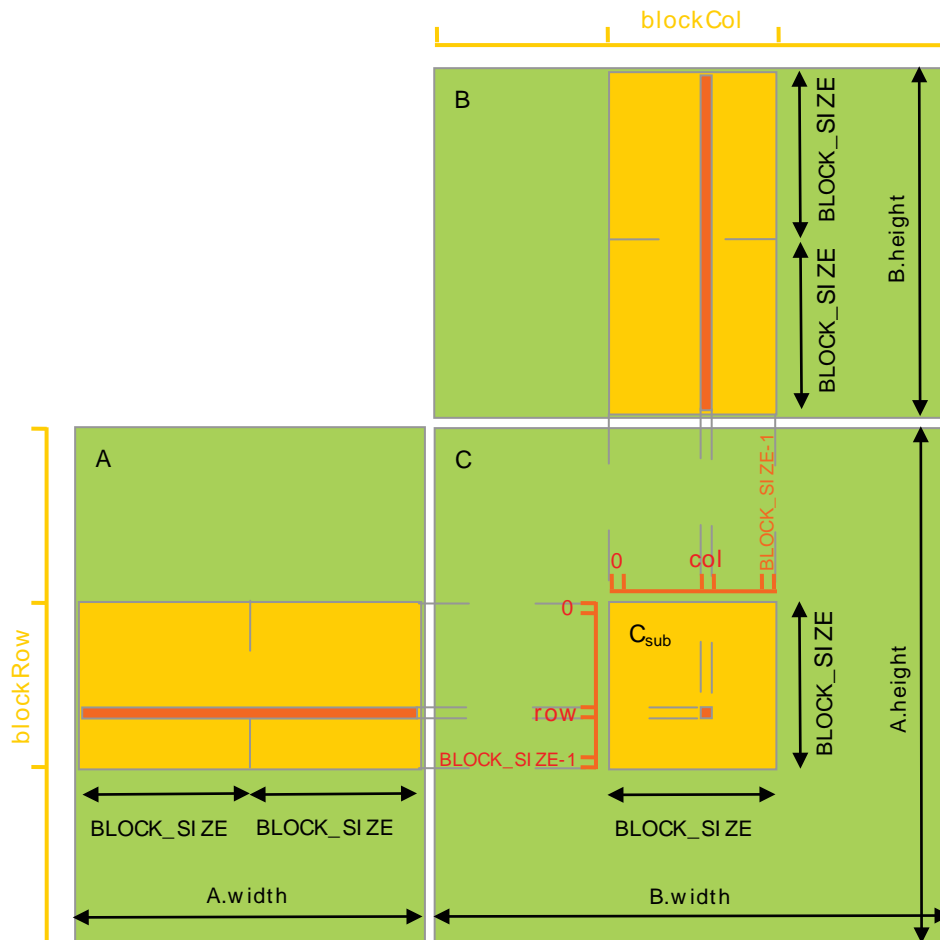 blockCol
B
BLOCK_SIZE
BLOCK_SIZE
B.height
A
C
BLOCK_SIZE-1
0
col
blockRow
0
C_sub
BLOCK_SIZE
A.height
row
BLOCK_SIZE-1
BLOCK_SIZE
BLOCK_SIZE
BLOCK_SIZE
A.width
B.width